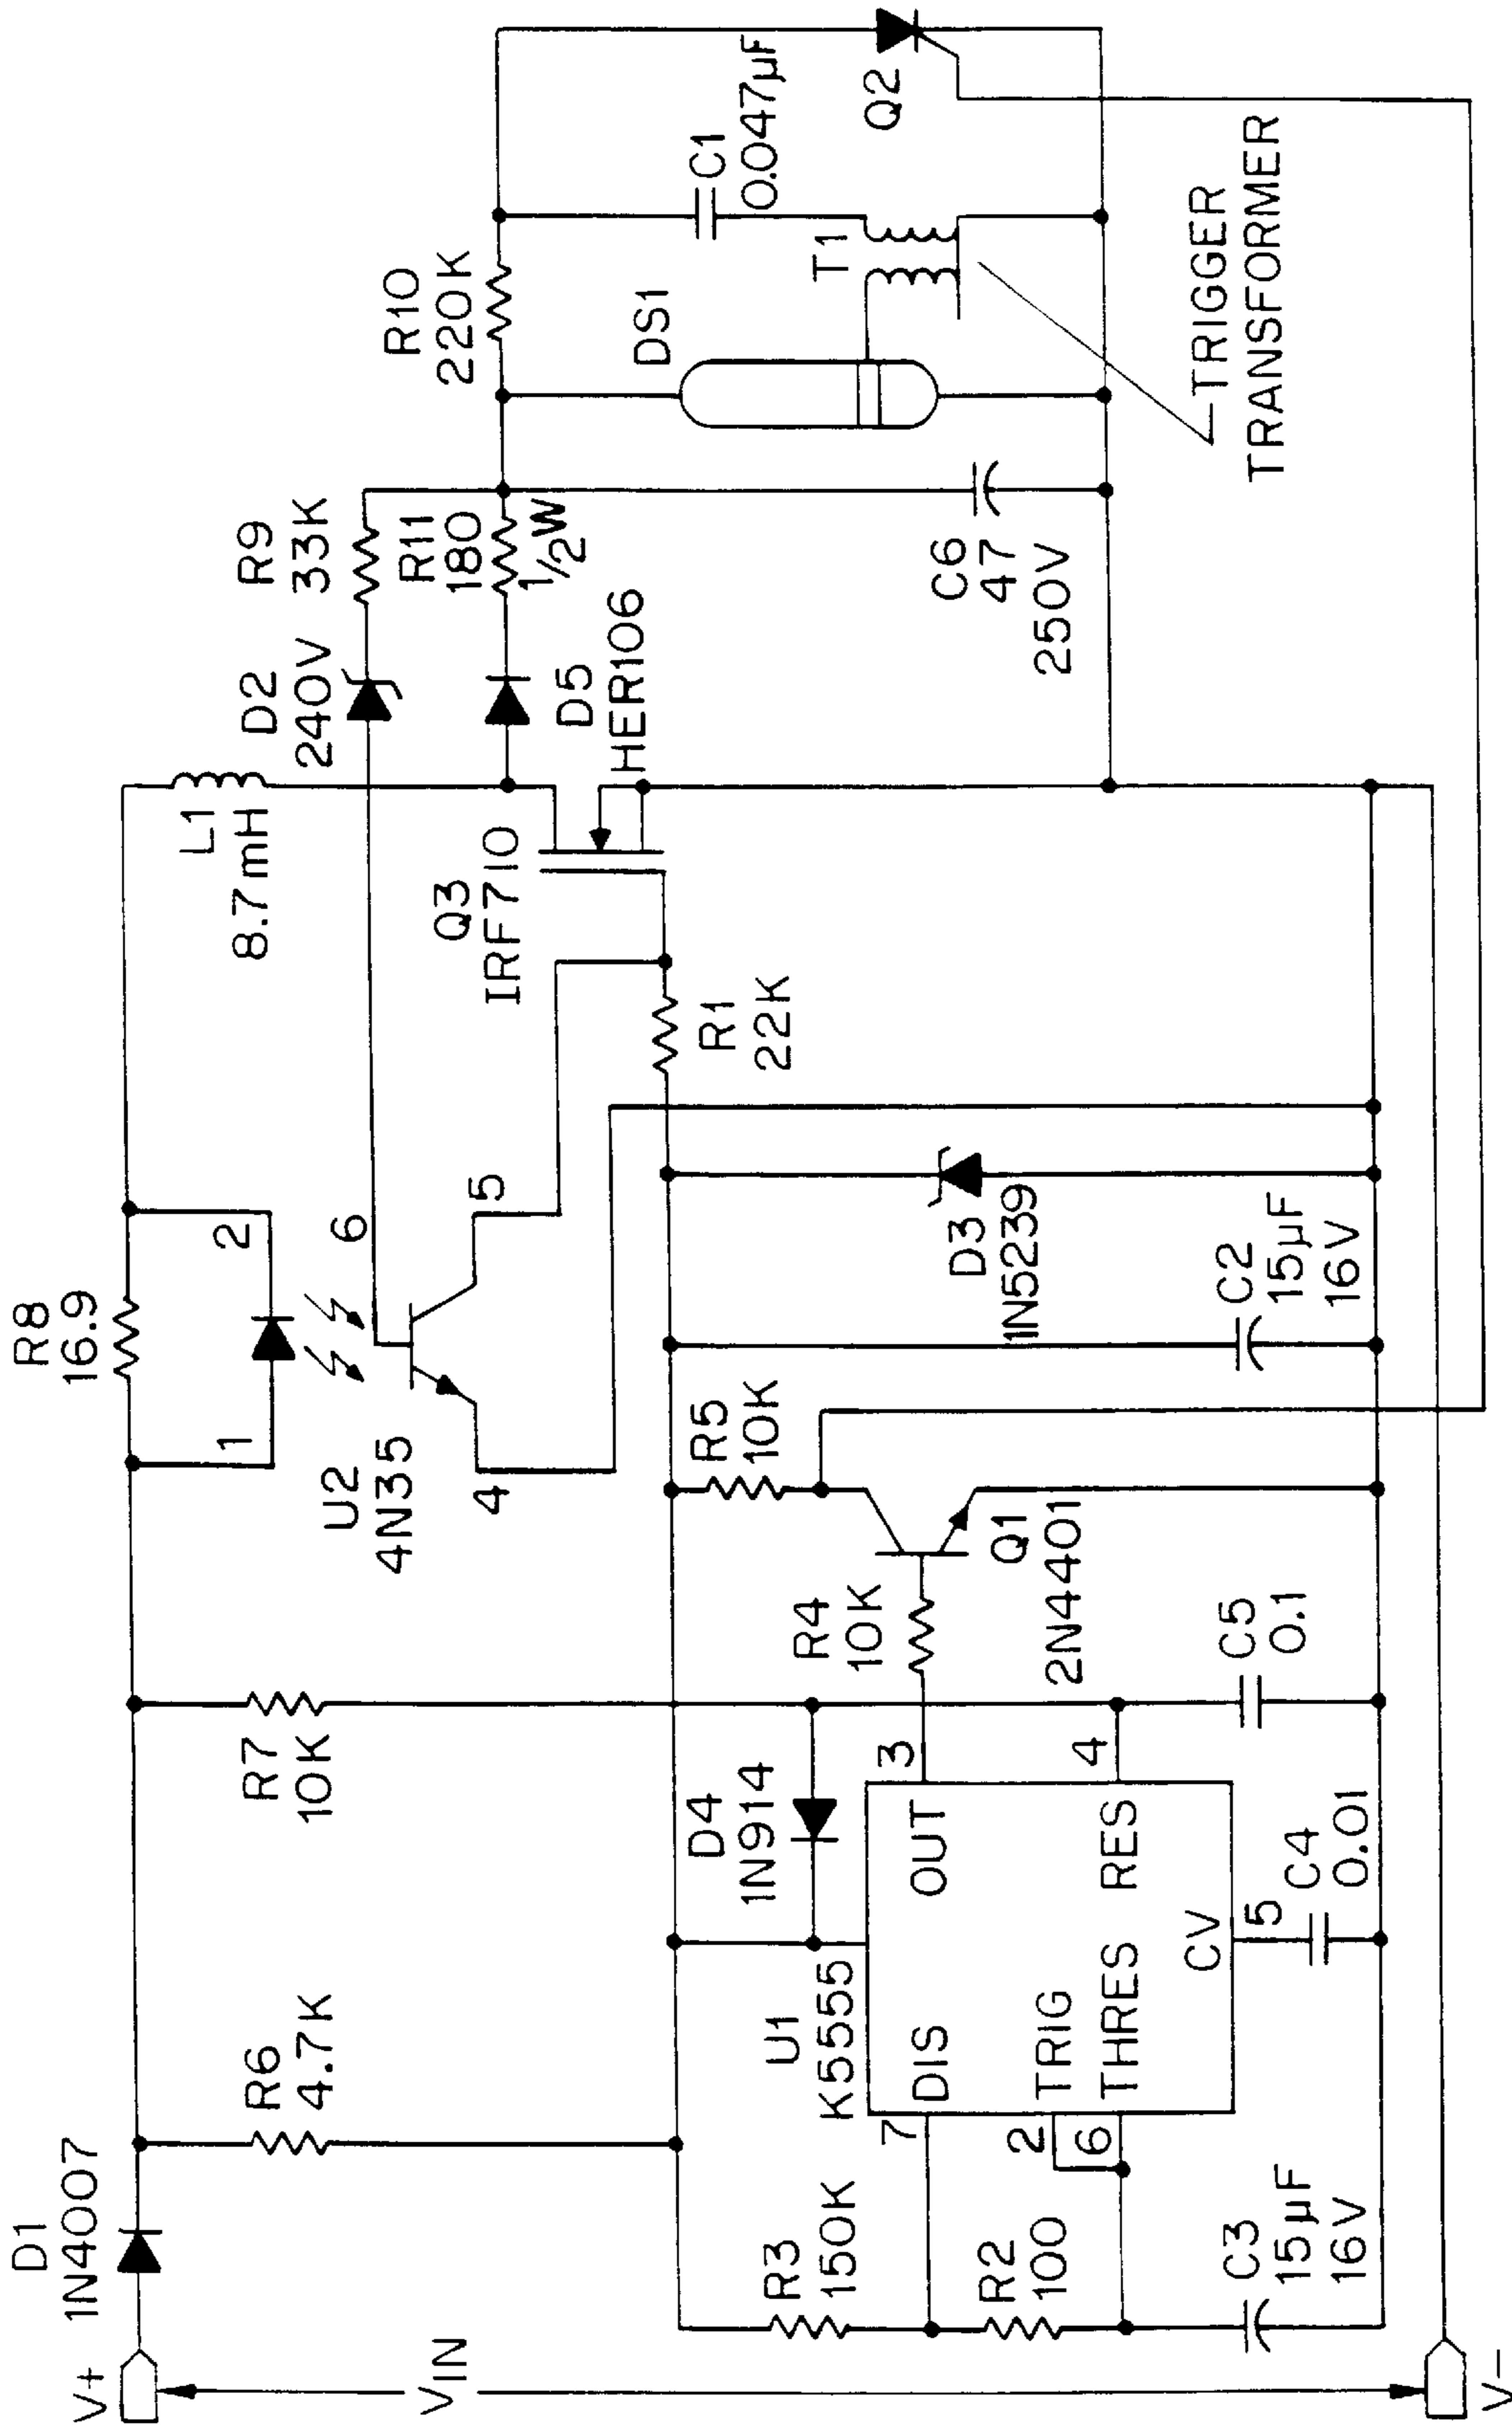 V+
VIN
V-
D1
1N4007
R6
4.7K
R7
10K
R8
16.9
1
2
U2
4N35
4
5
6
L1
8.7mH
D2
240V
R9
33K
R11
180
1/2W
D5
HER106
Q3
IRF710
R1
22K
R10
220K
DS1
C1
0.047µF
T1
Q2
TRIGGER
TRANSFORMER
C6
47
250V
D3
1N5239
C2
15µF
16V
R5
10K
Q1
2N4401
R4
10K
C5
0.1
D4
1N914
U1
K5555
3
OUT
4
RES
7
DIS
2
TRIG
6
THRES
CV
5
C4
0.01
R3
150K
R2
100
C3
15µF
16V